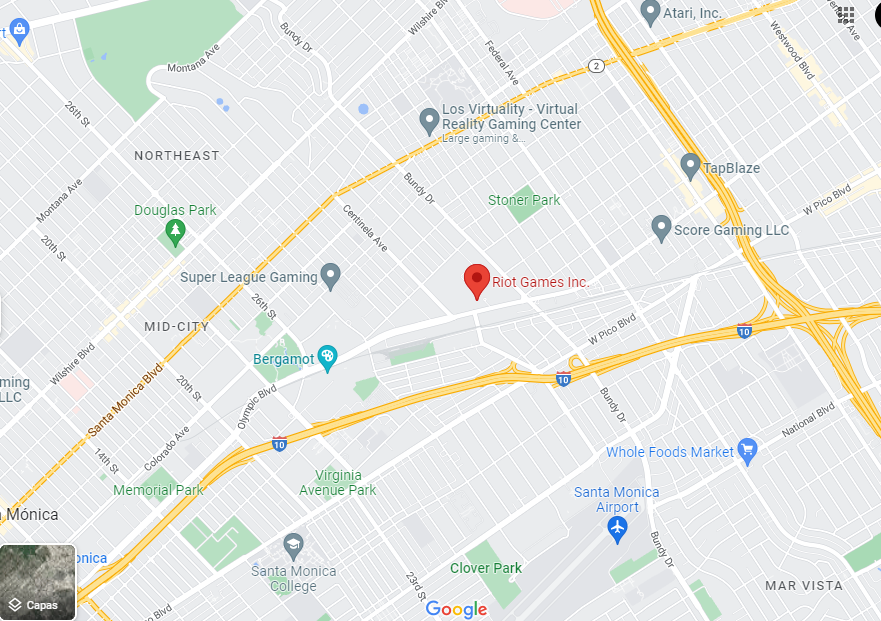 Wilshire Blvd
Atari, Inc.
rt
Bundy Dr
Montana Ave
Federal Ave
2
Westwood Blvd
26th St
Los Virtuality - Virtual
Reality Gaming Center
Large gaming &...
NORTHEAST
TapBlaze
Montana Ave
Bundy Dr
W Pico Blvd
Stoner Park
Douglas Park
Centinela Ave
20th St
Score Gaming LLC
Super League Gaming
Riot Games Inc.
26th St
MID-CITY
10
W Pico Blvd
Bergamot
Wilshire Blvd
10
ming
LLC
20th St
Santa Monica Blvd
Olympic Blvd
Bundy Dr
National Blvd
10
Colorado Ave
14th St
Whole Foods Market
Virginia
Avenue Park
Memorial Park
Santa Monica
Airport
Mónica
Bundy Dr
onica
Santa Monica
College
Clover Park
23rd St
MAR VISTA
Capas
Blvd
Google